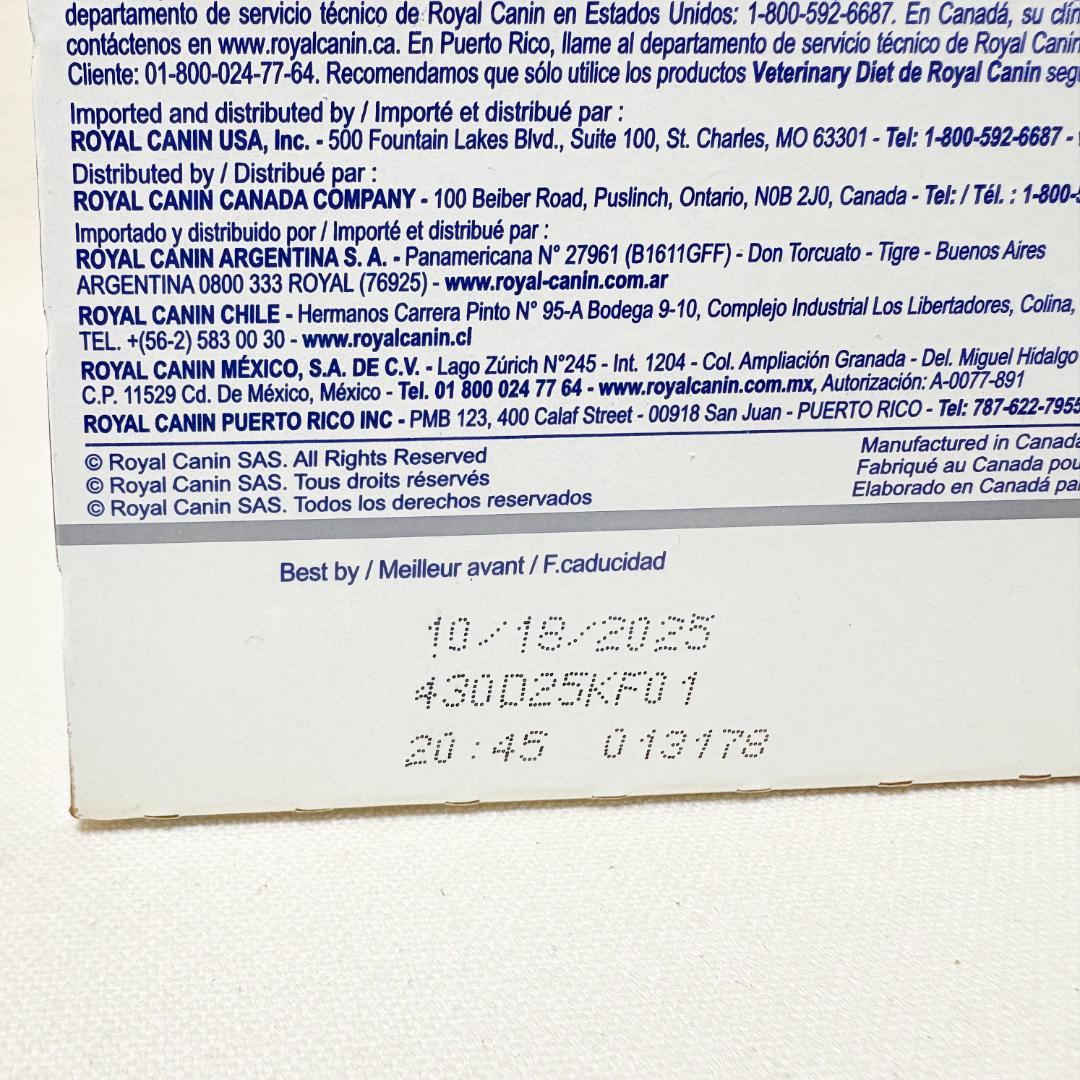 departamento de servicio técnico de Royal Canin en Estados Unidos: 1-800-592-6687. En Canadá, su
contáctenos en www.royalcanin.ca. En Puerto Rico, llame al departamento de servicio técnico de Royal Canin
Cliente: 01-800-024-77-64. Recomendamos que sólo utilice los productos Veterinary Diet de Royal Canin
Imported and distributed by / Importé et distribué par :
ROYAL CANIN USA, Inc. - 500 Fountain Lakes Blvd., Suite 100, St. Charles, MO 63301 - Tel: 1-800-592-6687 -
Distributed by / Distribué par :
ROYAL CANIN CANADA COMPANY - 100 Beiber Road, Puslinch, Ontario, N0B 2J0, Canada - Tel: / Tél. : 1-800-
Importado y distribuido por / Importé et distribué par :
ROYAL CANIN ARGENTINA S. A. - Panamericana N° 27961 (B1611GFF) - Don Torcuato - Tigre - Buenos Aires
ARGENTINA 0800 333 ROYAL (76925) - www.royal-canin.com.ar
ROYAL CANIN CHILE - Hermanos Carrera Pinto N° 95-A Bodega 9-10, Complejo Industrial Los Libertadores, Colina,
TEL. +(56-2) 583 00 30 - www.royalcanin.cl
ROYAL CANIN MÉXICO, S.A. DE C.V. - Lago Zúrich N°245 - Int. 1204 - Col. Ampliación Granada - Del. Miguel Hidalgo
C.P. 11529 Cd. De México, México - Tel. 01 800 024 77 64 - www.royalcanin.com.mx, Autorización: A-0077-891
ROYAL CANIN PUERTO RICO INC - PMB 123, 400 Calaf Street - 00918 San Juan - PUERTO RICO - Tel: 787-622-7955
© Royal Canin SAS. All Rights Reserved
© Royal Canin SAS. Tous droits réservés
© Royal Canin SAS. Todos los derechos reservados
Manufactured in Canada
Fabriqué au Canada pou
Elaborado en Canadá pa
Best by / Meilleur avant / F.caducidad
10/18/2025
430D25KF01
20:45 013178